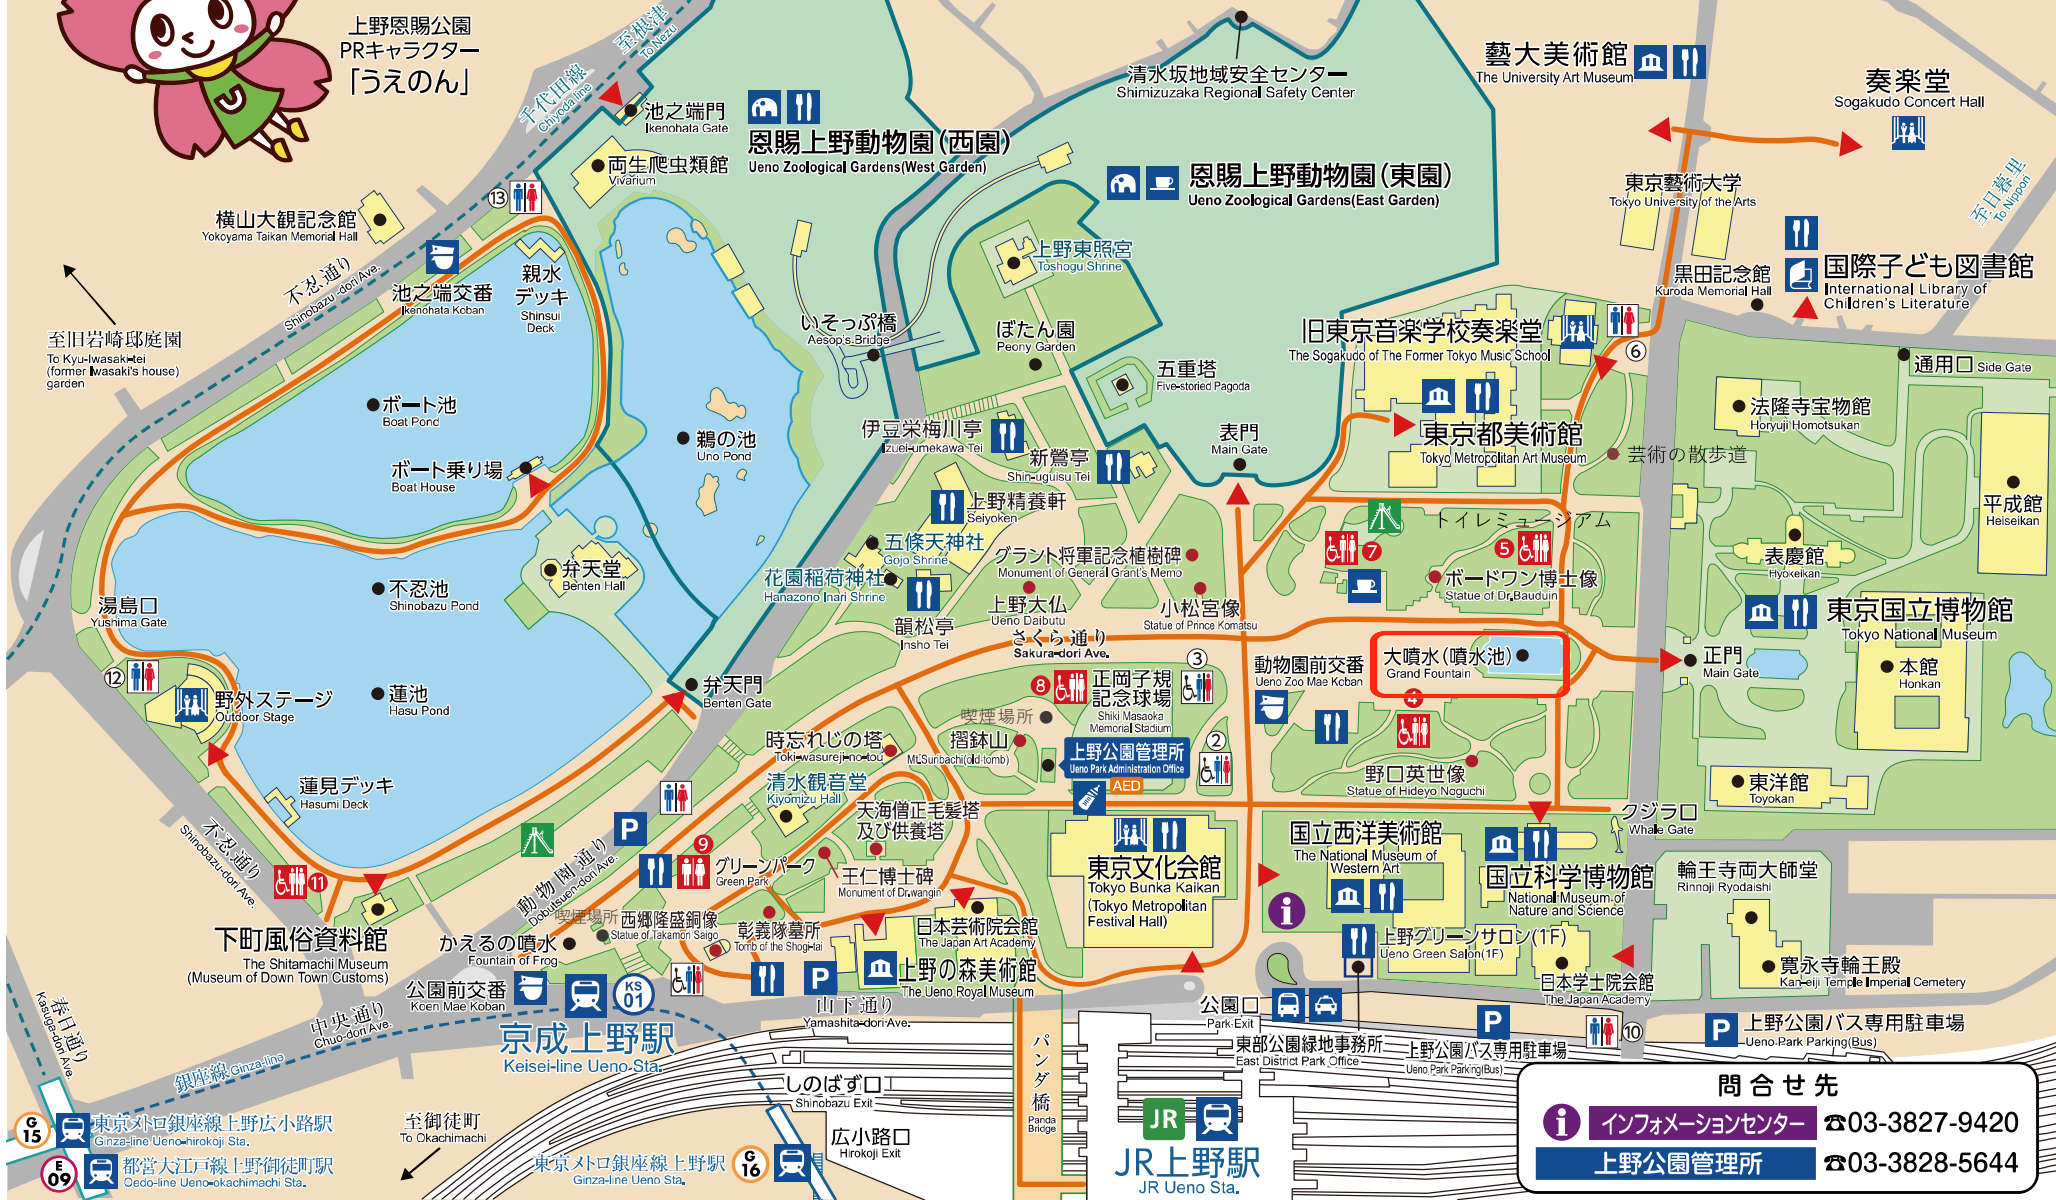 上野恩賜公園
PRキャラクター
「うえのん」
至根津
To Nezu
千代田線
Chiyoda line
池之端門
Ikenohata Gate
両生爬虫類館
Vivarium
恩賜上野動物園(西園)
Ueno Zoological Gardens(West Garden)
清水坂地域安全センター
Shimizuzaka Regional Safety Center
恩賜上野動物園(東園)
Ueno Zoological Gardens(East Garden)
藝大美術館
The University Art Museum
奏楽堂
Sogakudo Concert Hall
東京藝術大学
Tokyo University of the Arts
至日暮里
To Nippori
黒田記念館
Kuroda Memorial Hall
国際子ども図書館
International Library of
Children's Literature
横山大観記念館
Yokoyama Taikan Memorial Hall
⑬
不忍通り
Shinobazu-dori Ave.
池之端交番
Ikenohata Koban
親水
デッキ
Shinsui
Deck
至旧岩崎邸庭園
To Kyu-Iwasaki-tei
(former Iwasaki's house)
garden
上野東照宮
Toshogu Shrine
いそっぷ橋
Aesop's Bridge
ぼたん園
Peony Garden
五重塔
Five-storied Pagoda
旧東京音楽学校奏楽堂
The Sogakudo of The Former Tokyo Music School
⑥
通用口 Side Gate
法隆寺宝物館
Horyuji Homotsukan
ボート池
Boat Pond
鵜の池
Uno Pond
ボート乗り場
Boat House
伊豆栄梅川亭
Izuei-umekawa Tei
新鶯亭
Shin-uguisu Tei
表門
Main Gate
東京都美術館
Tokyo Metropolitan Art Museum
芸術の散歩道
平成館
Heiseikan
上野精養軒
Seiyoken
五條天神社
Gojo Shrine
花園稲荷神社
Hanazono Inari Shrine
韻松亭
Insho Tei
グラント将軍記念植樹碑
Monument of General Grant's Memo
上野大仏
Ueno Daibutu
小松宮像
Statue of Prince Komatsu
トイレミュージアム
⑦
⑤
ボードワン博士像
Statue of Dr.Bauduin
表慶館
Hyokeikan
東京国立博物館
Tokyo National Museum
本館
Honkan
弁天堂
Benten Hall
不忍池
Shinobazu Pond
湯島口
Yushima Gate
⑫
野外ステージ
Outdoor Stage
蓮池
Hasu Pond
弁天門
Benten Gate
さくら通り
Sakura-dori Ave.
大噴水(噴水池)
Grand Fountain
④
正門
Main Gate
動物園前交番
Ueno Zoo Mae Koban
⑧
正岡子規
記念球場
Shiki Masaoka
Memorial Stadium
③
喫煙場所
摺鉢山
Mt.Suribachi(old tomb)
②
上野公園管理所
Ueno Park Administration Office
AED
時忘れじの塔
Toki-wasureji-no-tou
清水観音堂
Kiyomizu Hall
天海僧正毛髪塔
及び供養塔
野口英世像
Statue of Hideyo Noguchi
東洋館
Toyokan
クジラ口
Whale Gate
蓮見デッキ
Hasumi Deck
不忍通り
Shinobazu-dori Ave.
⑪
P
⑨
グリーンパーク
Green Park
王仁博士碑
Monument of Dr.wangin
動物園通り
Dobutsuen-dori Ave.
東京文化会館
Tokyo Bunka Kaikan
(Tokyo Metropolitan
Festival Hall)
国立西洋美術館
The National Museum of
Western Art
国立科学博物館
National Museum of
Nature and Science
輪王寺両大師堂
Rinnoji Ryodaishi
i
下町風俗資料館
The Shitamachi Museum
(Museum of Down Town Customs)
かえるの噴水
Fountain of Frog
喫煙場所
西郷隆盛銅像
Statue of Takamori Saigo
彰義隊墓所
Tomb of the Shogi-tai
日本芸術院会館
The Japan Art Academy
上野の森美術館
The Ueno Royal Museum
P
上野グリーンサロン(1F)
Ueno Green Salon(1F)
日本学士院会館
The Japan Academy
寛永寺輪王殿
Kan-eiji Temple Imperial Cemetery
公園前交番
Koen Mae Koban
KS
01
京成上野駅
Keisei-line Ueno Sta.
山下通り
Yamashita-dori Ave.
公園口
Park Exit
東部公園緑地事務所
East District Park Office
P
上野公園バス専用駐車場
Ueno Park Parking(Bus)
⑩
P
上野公園バス専用駐車場
Ueno Park Parking(Bus)
春日通り
Kasuga-dori Ave.
中央通り
Chuo-dori Ave.
銀座線 Ginza-line
しのばず口
Shinobazu Exit
広小路口
Hirokoji Exit
パンダ橋
Panda
Bridge
G
15
東京メトロ銀座線上野広小路駅
Ginza-line Ueno-hirokoji Sta.
E
09
都営大江戸線上野御徒町駅
Oedo-line Ueno-okachimachi Sta.
至御徒町
To Okachimachi
東京メトロ銀座線上野駅
Ginza-line Ueno Sta.
G
16
JR
JR上野駅
JR Ueno Sta.
問合せ先
i
インフォメーションセンター ☎03-3827-9420
上野公園管理所 ☎03-3828-5644